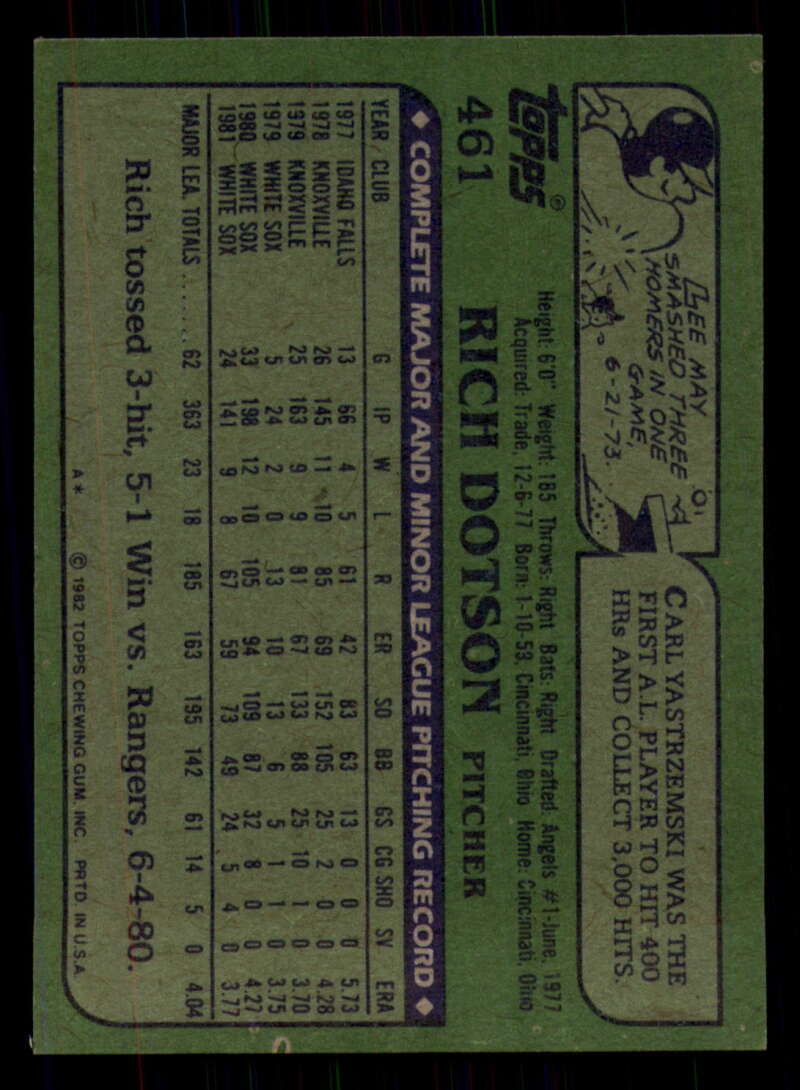 LEE MAY
SMASHED THREE
HOMERS IN ONE
GAME,
6-21-73.
CARL YASTRZEMSKI WAS THE
FIRST A.L. PLAYER TO HIT 400
HRs AND COLLECT 3,000 HITS.
Topps®
461 RICH DOTSON PITCHER
Height: 6'0" Weight: 185 Throws: Right Bats: Right Drafted: Angels #1-June, 1977
Acquired: Trade, 12-6-77 Born: 1-10-59, Cincinnati, Ohio Home: Cincinnati, Ohio
◆ COMPLETE MAJOR AND MINOR LEAGUE PITCHING RECORD ◆
YEAR CLUB G IP W L R ER SO BB GS CG SHO SV ERA
1977 IDAHO FALLS 13 66 4 5 61 42 83 63 13 0 0 0 5.73
1978 KNOXVILLE 26 145 11 10 85 69 152 105 25 2 0 0 4.28
1979 KNOXVILLE 25 163 9 9 81 67 133 88 25 10 1 0 3.70
1979 WHITE SOX 5 24 2 0 13 10 13 6 5 1 1 0 3.75
1980 WHITE SOX 33 198 12 10 105 94 109 87 32 8 0 0 4.27
1981 WHITE SOX 24 141 9 8 67 59 73 49 24 5 4 0 3.77
MAJOR LEA. TOTALS ....... 62 363 23 18 185 163 195 142 61 14 5 0 4.04
Rich tossed 3-hit, 5-1 Win vs. Rangers, 6-4-80.
A* © 1982 TOPPS CHEWING GUM, INC. PRTD. IN U.S.A.